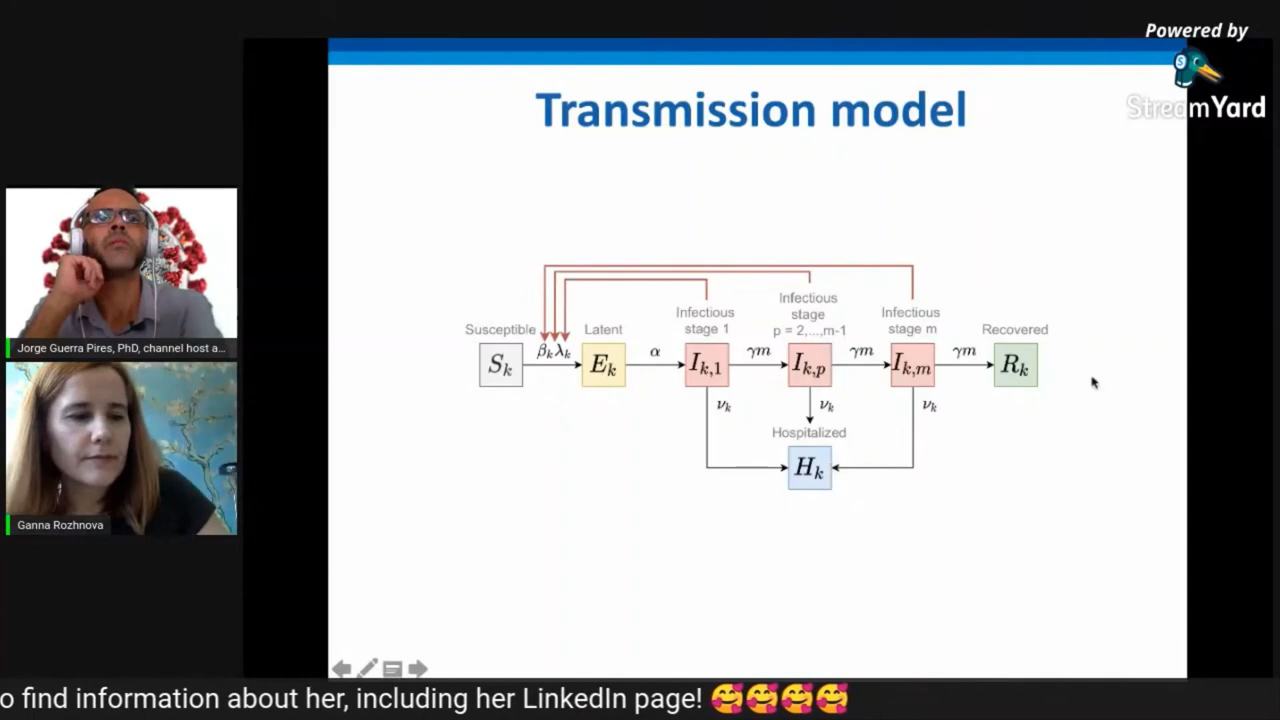 Powered by
StreamYard
Transmission model
Infectious
stage
p = 2,...,m-1
Infectious
stage 1
Infectious
stage m
Susceptible
Latent
Recovered
βₖλₖ
α
γm
γm
γm
Sₖ
Eₖ
Iₖ,₁
Iₖ,ₚ
Iₖ,ₘ
Rₖ
νₖ
νₖ
νₖ
Hospitalized
Hₖ
Jorge Guerra Pires, PhD, channel host a...
Ganna Rozhnova
o find information about her, including her LinkedIn page! 🥰🥰🥰🥰